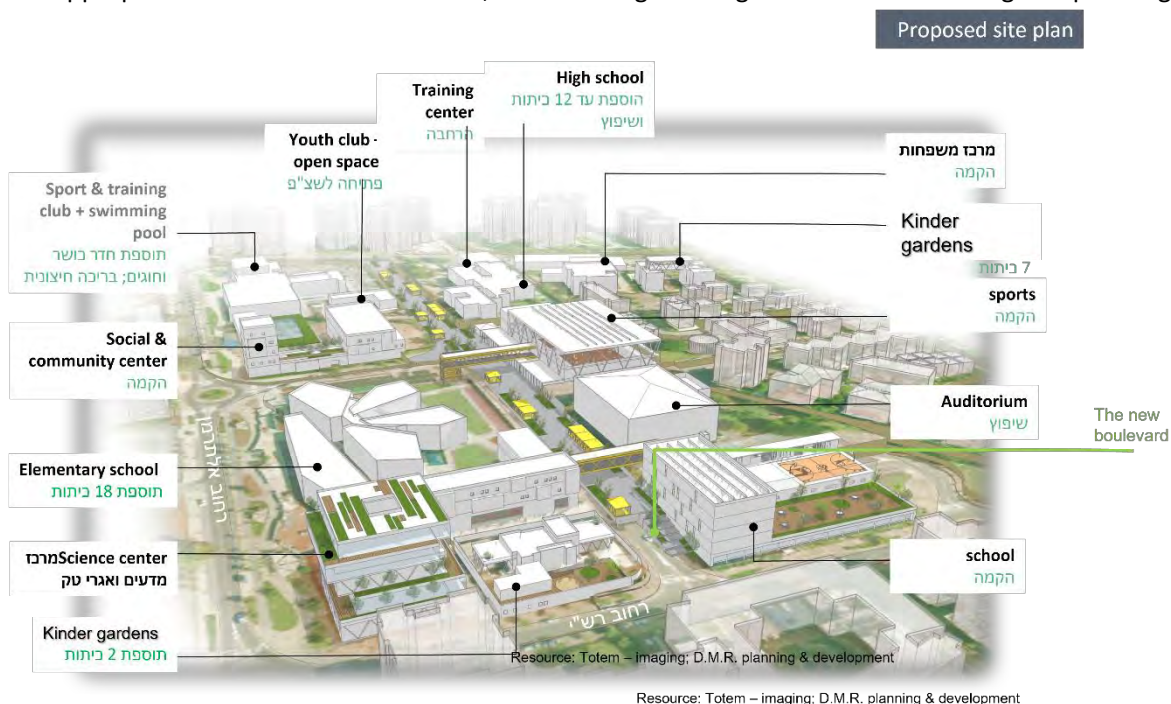 Proposed site plan
High school
הוספת עד 12 כיתות
ושיפוץ
Training
center
הרחבה
Youth club -
open space
פתיחה לשצ"פ
Sport & training
club + swimming
pool
תוספת חדר כושר
וחוגים; בריכה חיצונית
Social &
community center
הקמה
Elementary school
תוספת 18 כיתות
Science centerמרכז
מדעים ואגרי טק
Kinder gardens
תוספת 2 כיתות
מרכז משפחות
הקמה
Kinder
gardens
7 כיתות
sports
הקמה
Auditorium
שיפוץ
The new
boulevard
school
הקמה
רחוב אלתרמן
רחוב רש"י
Resource: Totem – imaging; D.M.R. planning & development
Resource: Totem – imaging; D.M.R. planning & development